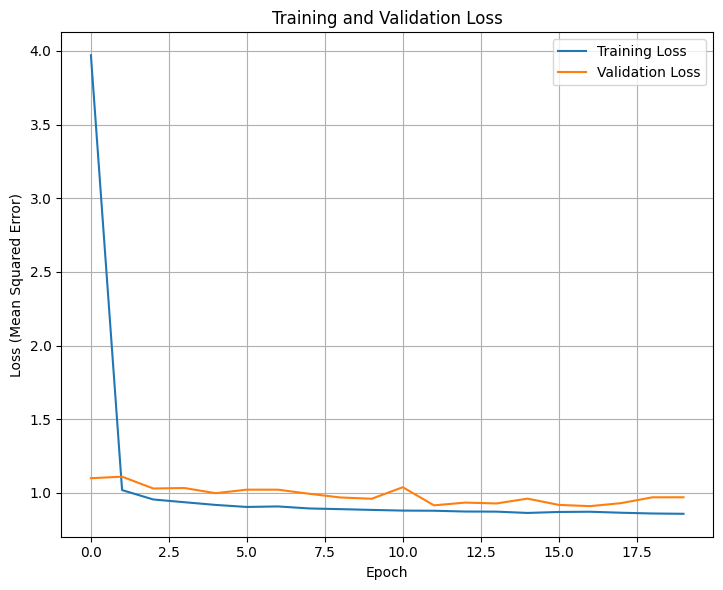 Training and Validation Loss
Training Loss
Validation Loss
Loss (Mean Squared Error)
4.0
3.5
3.0
2.5
2.0
1.5
1.0
0.0 2.5 5.0 7.5 10.0 12.5 15.0 17.5
Epoch